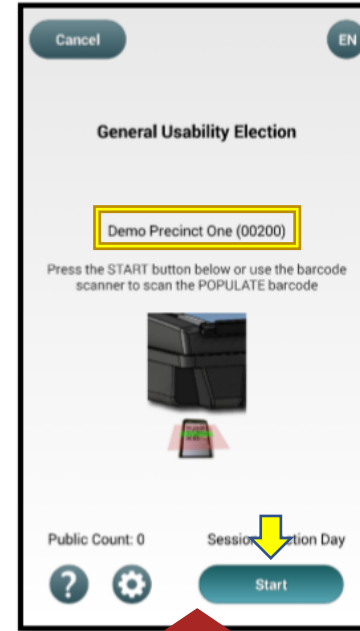 Cancel
EN
General Usability Election
Demo Precinct One (00200)
Press the START button below or use the barcode
scanner to scan the POPULATE barcode
Public Count: 0
Session tion Day
?
Start